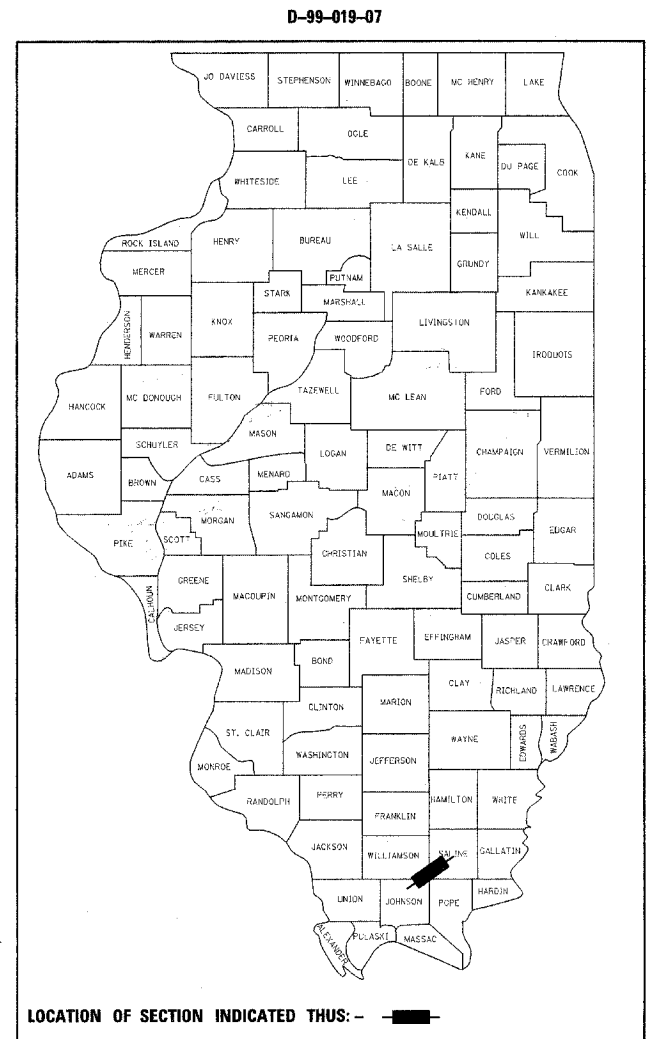 D-99-019-07
JO DAVIESS STEPHENSON WINNEBAGO BOONE MC HENRY LAKE
CARROLL OGLE DE KALB KANE DU PAGE COOK
WHITESIDE LEE
KENDALL WILL
ROCK ISLAND HENRY BUREAU LA SALLE
MERCER PUTNAM GRUNDY
STARK MARSHALL KANKAKEE
HENDERSON WARREN KNOX PEORIA WOODFORD LIVINGSTON
IROQUOIS
HANCOCK MC DONOUGH FULTON TAZEWELL MC LEAN FORD
MASON
SCHUYLER LOGAN DE WITT CHAMPAIGN VERMILION
ADAMS BROWN CASS MENARD PIATT
MACON
MORGAN SANGAMON DOUGLAS
PIKE SCOTT CHRISTIAN MOULTRIE EDGAR
COLES
GREENE SHELBY
CALHOUN MACOUPIN MONTGOMERY CUMBERLAND CLARK
JERSEY
FAYETTE EFFINGHAM JASPER CRAWFORD
MADISON BOND
CLAY RICHLAND LAWRENCE
CLINTON MARION
ST. CLAIR WAYNE EDWARDS WABASH
WASHINGTON JEFFERSON
MONROE
RANDOLPH PERRY HAMILTON WHITE
FRANKLIN
JACKSON WILLIAMSON SALINE GALLATIN
UNION JOHNSON POPE HARDIN
ALEXANDER PULASKI MASSAC
LOCATION OF SECTION INDICATED THUS: -